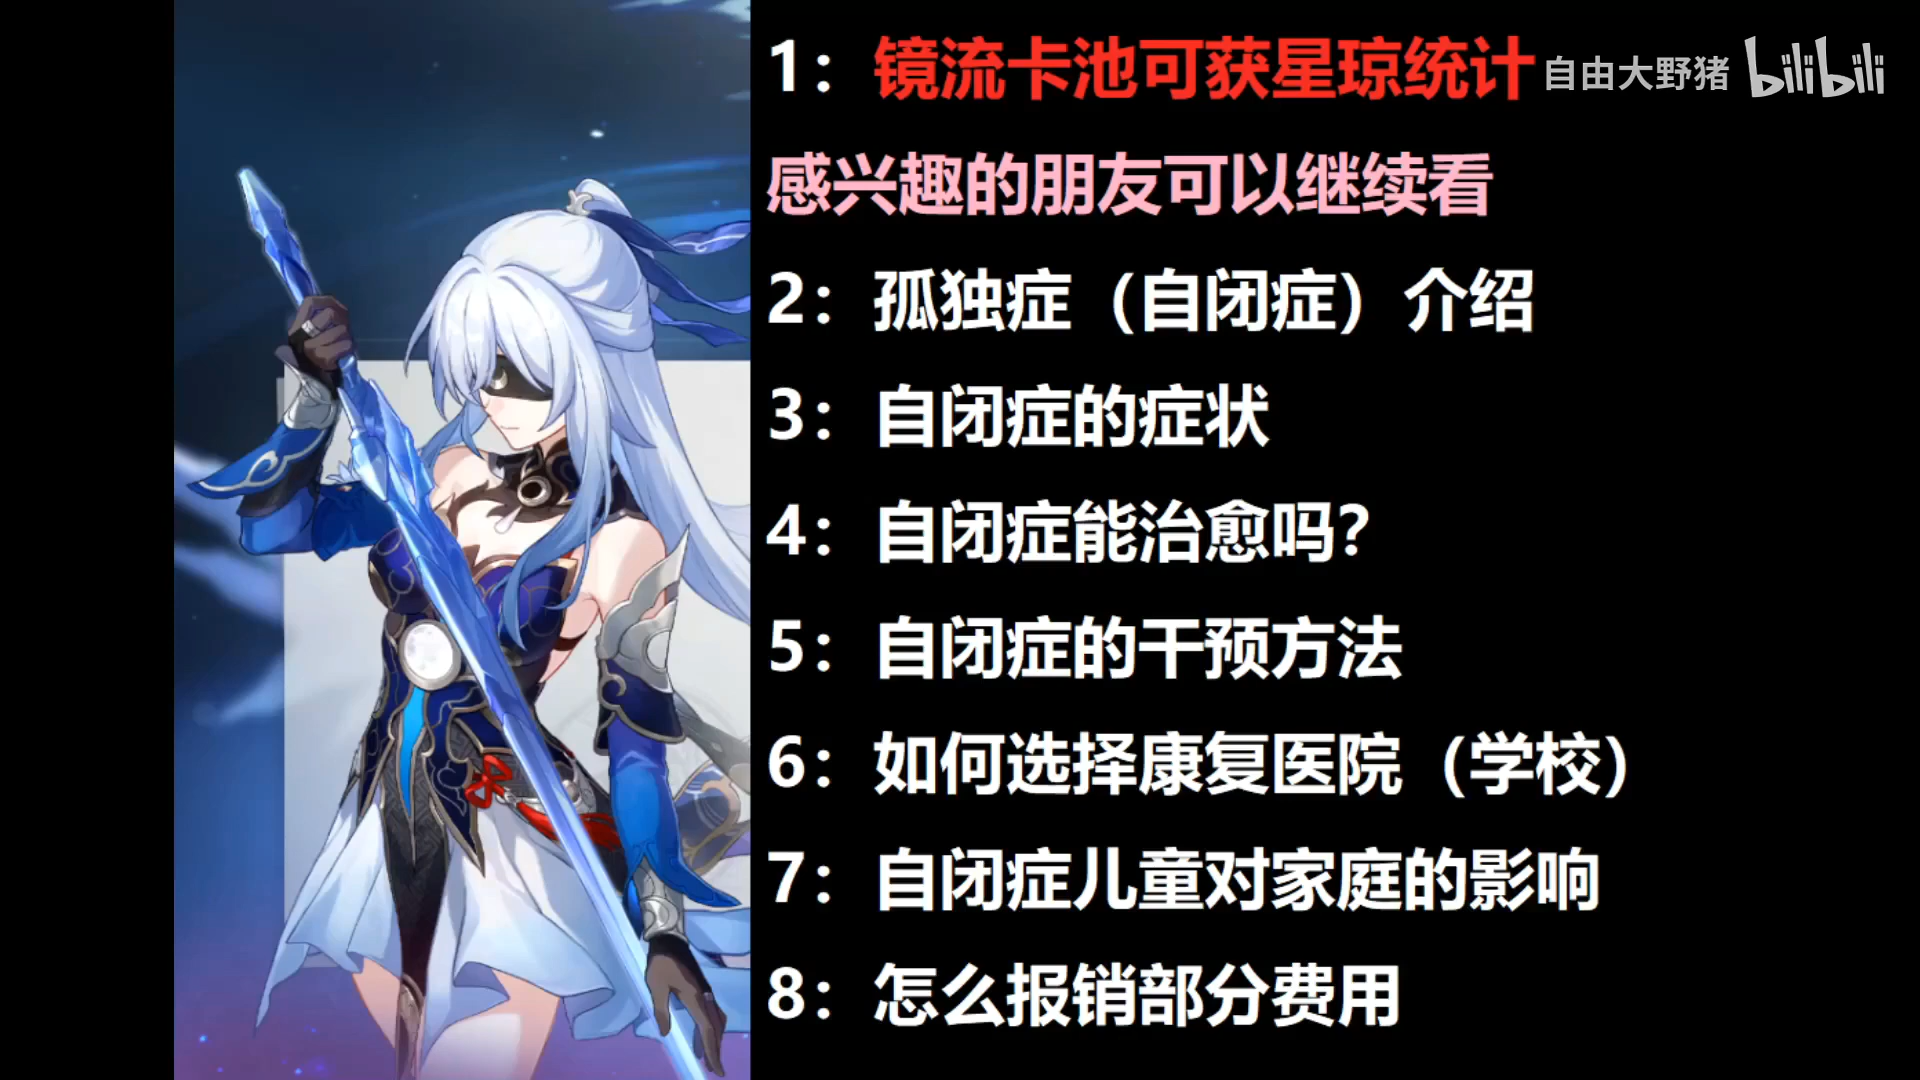 1：镜流卡池可获星琼统计
自由大野猪 bilibili
感兴趣的朋友可以继续看
2：孤独症（自闭症）介绍
3：自闭症的症状
4：自闭症能治愈吗?
5：自闭症的干预方法
6：如何选择康复医院（学校）
7：自闭症儿童对家庭的影响
8：怎么报销部分费用